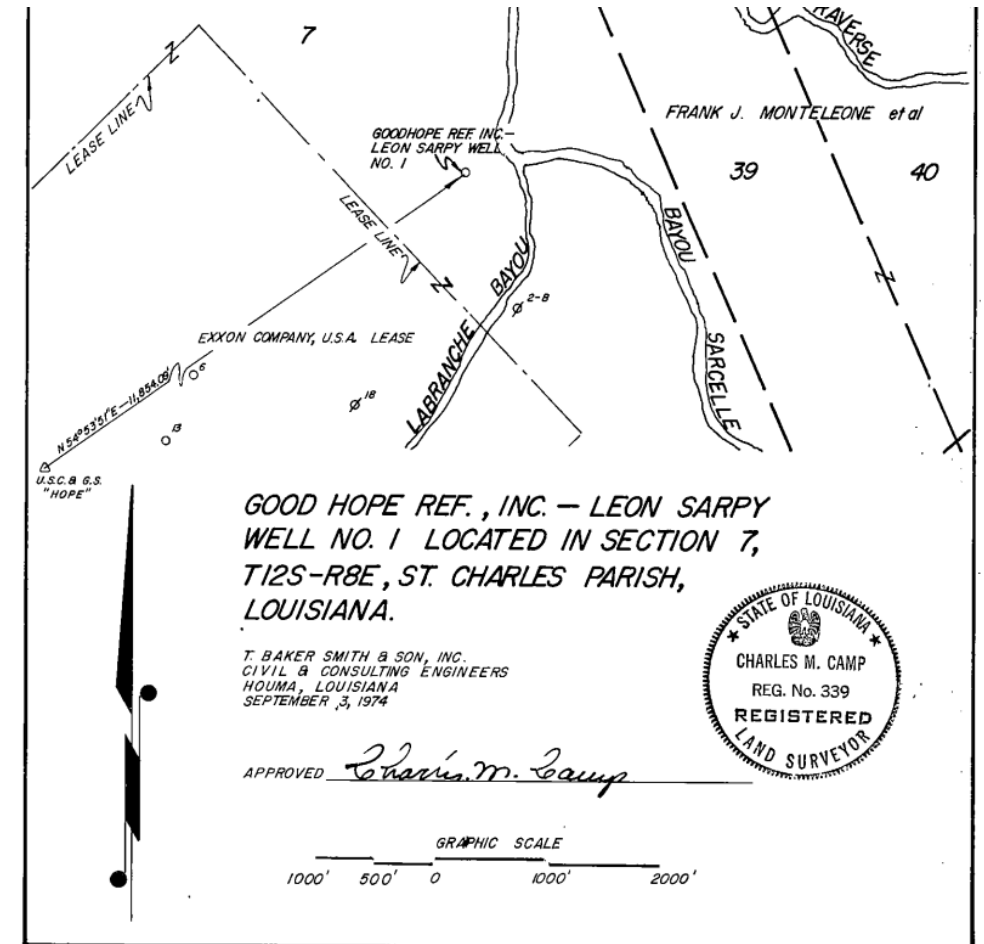 7
RAVERSE
LEASE LINE
Z
FRANK J. MONTELEONE et al
GOODHOPE REF. INC.—
LEON SARPY WELL
NO. 1
39
40
LEASE LINE
Z
BAYOU
BAYOU
Z
2-8
EXXON COMPANY, U.S.A. LEASE
LABRANCHE
SARCELLE
6
18
N 54°53'51"E—11,854.09'
13
U.S.C. & G.S.
"HOPE"
GOOD HOPE REF., INC. — LEON SARPY
WELL NO. 1 LOCATED IN SECTION 7,
T12S-R8E, ST. CHARLES PARISH,
LOUISIANA.
T. BAKER SMITH & SON, INC.
CIVIL & CONSULTING ENGINEERS
HOUMA, LOUISIANA
SEPTEMBER 3, 1974
STATE OF LOUISIANA
CHARLES M. CAMP
REG. No. 339
REGISTERED
LAND SURVEYOR
APPROVED Charles M. Camp
GRAPHIC SCALE
1000' 500' 0 1000' 2000'